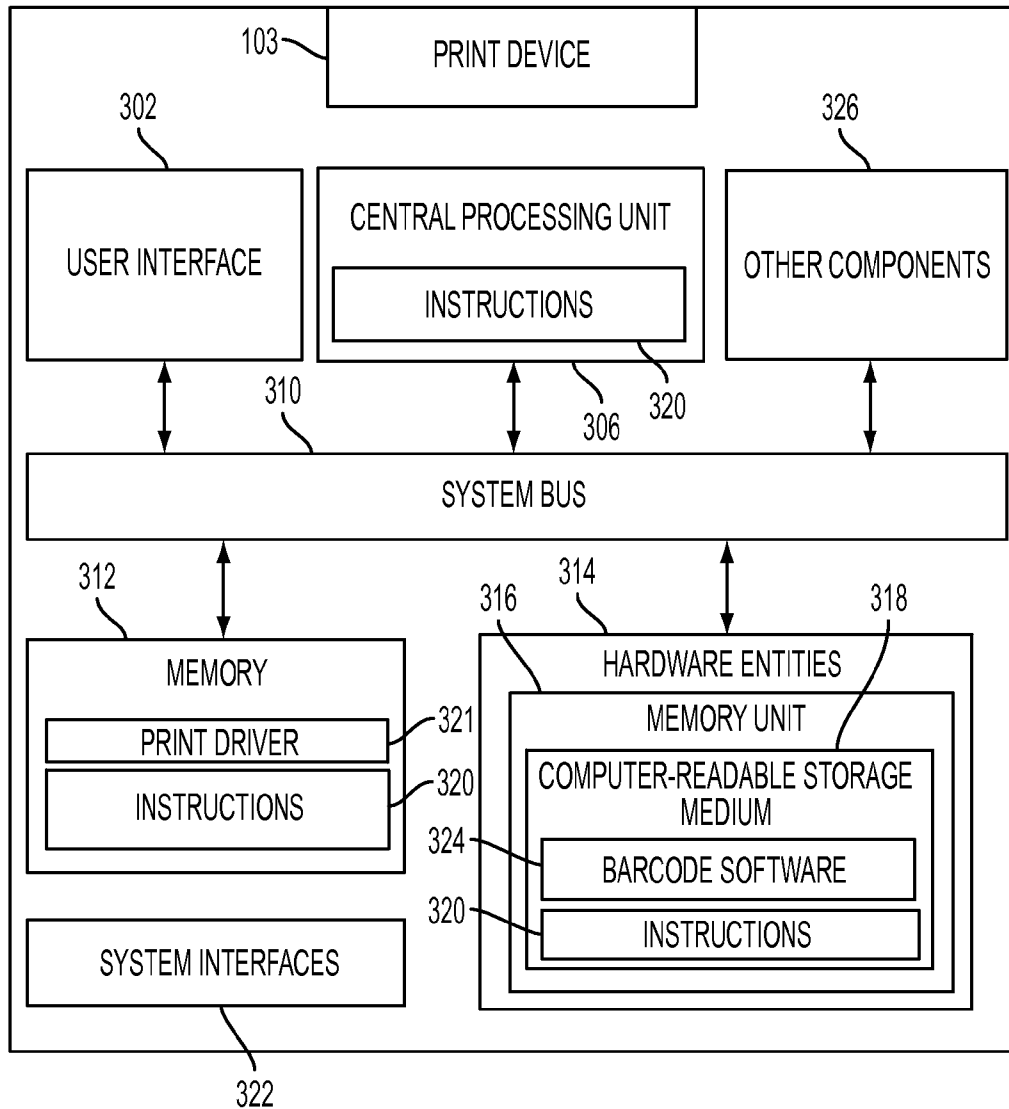 103
PRINT DEVICE
302
326
USER INTERFACE
CENTRAL PROCESSING UNIT
INSTRUCTIONS
OTHER COMPONENTS
310
306
320
SYSTEM BUS
312
314
316
318
MEMORY
PRINT DRIVER
321
INSTRUCTIONS
320
HARDWARE ENTITIES
MEMORY UNIT
COMPUTER-READABLE STORAGE
MEDIUM
324
BARCODE SOFTWARE
320
INSTRUCTIONS
SYSTEM INTERFACES
322